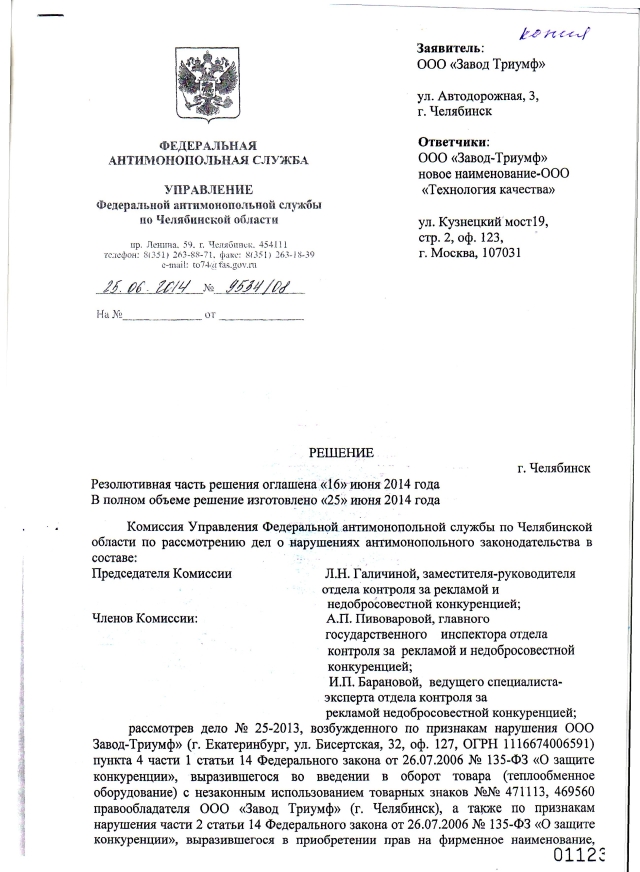 копия
Заявитель:
ООО «Завод Триумф»
ул. Автодорожная, 3,
г. Челябинск
Ответчики:
ООО «Завод-Триумф»
новое наименование-ООО
«Технология качества»
ул. Кузнецкий мост19,
стр. 2, оф. 123,
г. Москва, 107031
ФЕДЕРАЛЬНАЯ
АНТИМОНОПОЛЬНАЯ СЛУЖБА
УПРАВЛЕНИЕ
Федеральной антимонопольной службы
по Челябинской области
пр. Ленина, 59, г. Челябинск, 454111
телефон: 8(351) 263-88-71, факс: 8(351) 263-18-39
e-mail: to74@fas.gov.ru
25.06.2014 № 9534/08
На №______________ от ______________
РЕШЕНИЕ
г. Челябинск
Резолютивная часть решения оглашена «16» июня 2014 года
В полном объеме решение изготовлено «25» июня 2014 года
Комиссия Управления Федеральной антимонопольной службы по Челябинской
области по рассмотрению дел о нарушениях антимонопольного законодательства в
составе:
Председателя Комиссии Л.Н. Галичиной, заместителя-руководителя
отдела контроля за рекламой и
недобросовестной конкуренцией;
Членов Комиссии: А.П. Пивоваровой, главного
государственного инспектора отдела
контроля за рекламой и недобросовестной
конкуренцией;
И.П. Барановой, ведущего специалиста-
эксперта отдела контроля за
рекламой недобросовестной конкуренцией;
рассмотрев дело № 25-2013, возбужденного по признакам нарушения ООО
Завод-Триумф» (г. Екатеринбург, ул. Бисертская, 32, оф. 127, ОГРН 1116674006591)
пункта 4 части 1 статьи 14 Федерального закона от 26.07.2006 № 135-ФЗ «О защите
конкуренции», выразившегося во введении в оборот товара (теплообменное
оборудование) с незаконным использованием товарных знаков №№ 471113, 469560
правообладателя ООО «Завод Триумф» (г. Челябинск), а также по признакам
нарушения части 2 статьи 14 Федерального закона от 26.07.2006 № 135-ФЗ «О защите
конкуренции», выразившегося в приобретении прав на фирменное наименование,
01123